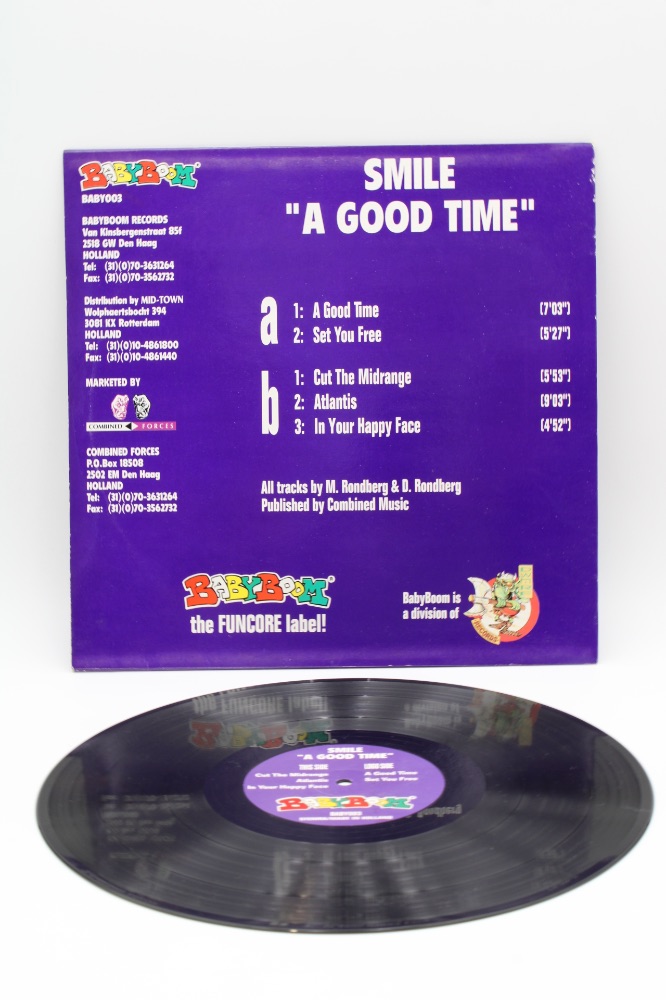 BABYBOOM
BABY003
BABYBOOM RECORDS
Van Kinsbergenstraat 85f
2518 GW Den Haag
HOLLAND
Tel: (31)(0)70-3631264
Fax: (31)(0)70-3562732
Distribution by MID-TOWN
Wolphaertsbocht 394
3081 KX Rotterdam
HOLLAND
Tel: (31)(0)10-4861800
Fax: (31)(0)10-4861440
MARKETED BY
COMBINED FORCES
COMBINED FORCES
P.O.Box 18508
2502 EM Den Haag
HOLLAND
Tel: (31)(0)70-3631264
Fax: (31)(0)70-3562732
SMILE
"A GOOD TIME"
a 1: A Good Time (7'03")
2: Set You Free (5'27")
b 1: Cut The Midrange (5'53")
2: Atlantis (9'03")
3: In Your Happy Face (4'52")
All tracks by M. Rondberg & D. Rondberg
Published by Combined Music
BABYBOOM
the FUNCORE label!
BabyBoom is
a division of
RECORDS
SMILE
"A GOOD TIME"
THIS SIDE
Cut The Midrange
Atlantis
In Your Happy Face
A Good Time
Set You Free
BABYBOOM
BABY003